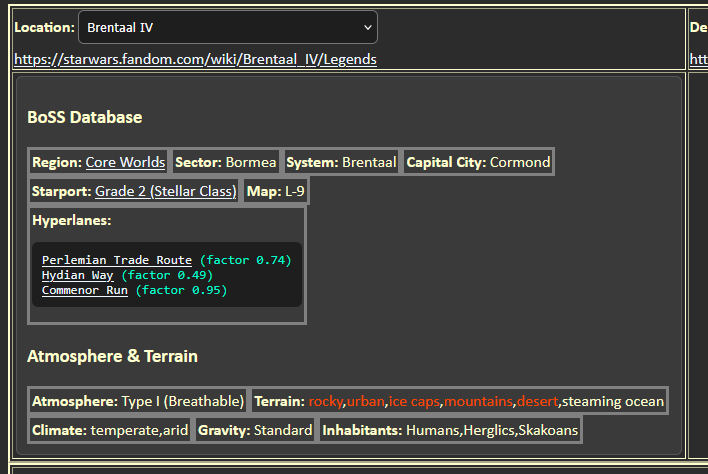 Location: Brentaal IV
De
https://starwars.fandom.com/wiki/Brentaal_IV/Legends
htt
BoSS Database
Region: Core Worlds Sector: Bormea System: Brentaal Capital City: Cormond
Starport: Grade 2 (Stellar Class) Map: L-9
Hyperlanes:
Perlemian Trade Route (factor 0.74)
Hydian Way (factor 0.49)
Commenor Run (factor 0.95)
Atmosphere & Terrain
Atmosphere: Type I (Breathable) Terrain: rocky,urban,ice caps,mountains,desert,steaming ocean
Climate: temperate,arid Gravity: Standard Inhabitants: Humans,Herglics,Skakoans